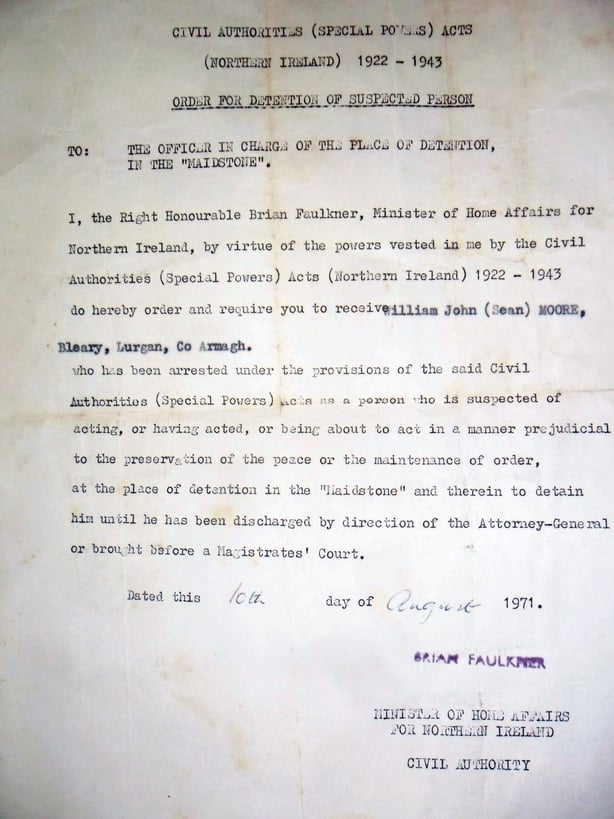 CIVIL AUTHORITIES (SPECIAL POWERS) ACTS
(NORTHERN IRELAND) 1922 - 1943
ORDER FOR DETENTION OF SUSPECTED PERSON
TO: THE OFFICER IN CHARGE OF THE PLACE OF DETENTION,
IN THE "MAIDSTONE".
I, the Right Honourable Brian Faulkner, Minister of Home Affairs for
Northern Ireland, by virtue of the powers vested in me by the Civil
Authorities (Special Powers) Acts (Northern Ireland) 1922 - 1943
do hereby order and require you to receive William John (Sean) MOORE,
Bleary, Lurgan, Co Armagh.
who has been arrested under the provisions of the said Civil
Authorities (Special Powers) Acts as a person who is suspected of
acting, or having acted, or being about to act in a manner prejudicial
to the preservation of the peace or the maintenance of order,
at the place of detention in the "Maidstone" and therein to detain
him until he has been discharged by direction of the Attorney-General
or brought before a Magistrates' Court.
Dated this 10th day of August 1971.
BRIAN FAULKNER
MINISTER OF HOME AFFAIRS
FOR NORTHERN IRELAND
CIVIL AUTHORITY